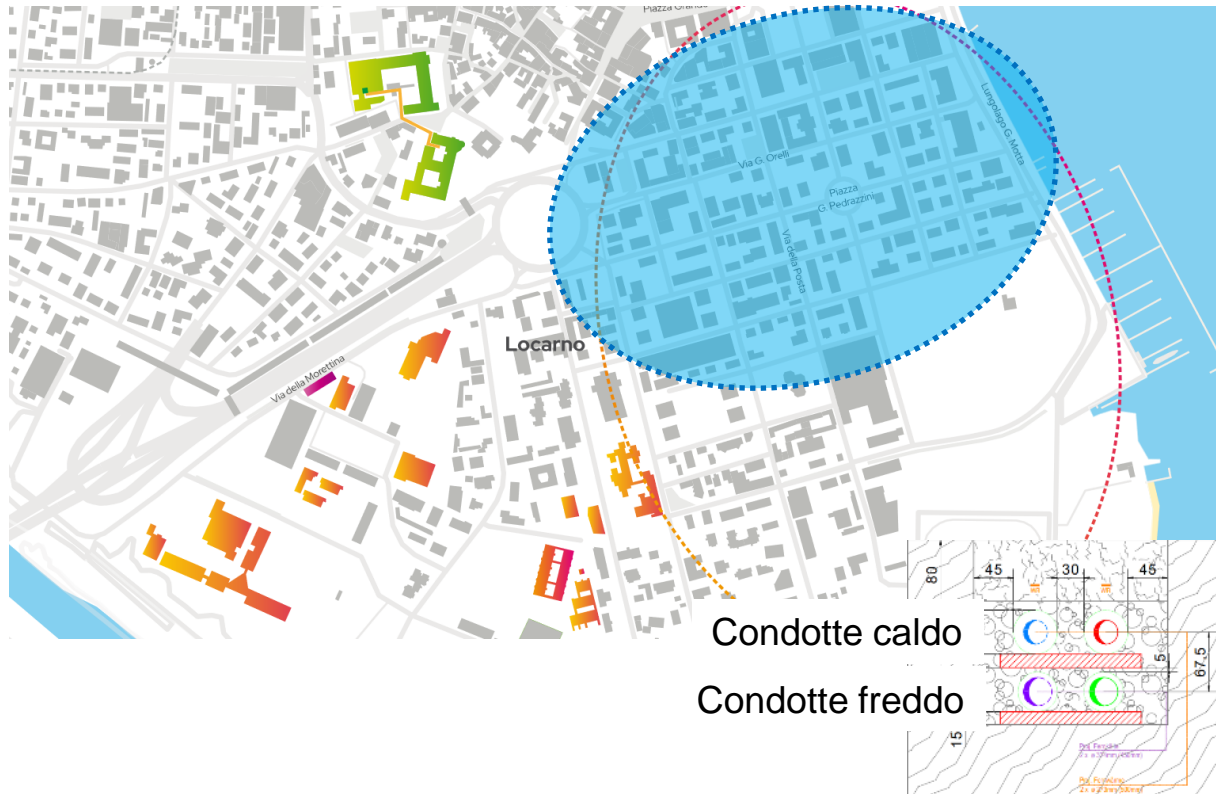 Piazza Grand
Lungolago G. Motta
Via G. Orelli
Piazza
G. Pedrazzini
Via della Posta
Locarno
Via della Morettina
80
45
30
45
Condotte caldo
5
67.5
Condotte freddo
15